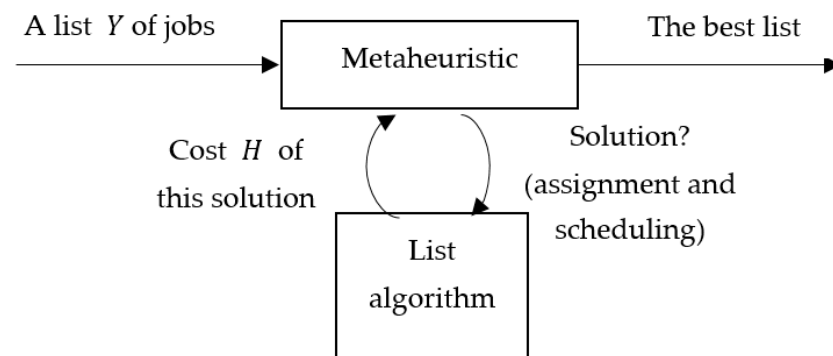 A list Y of jobs
Metaheuristic
The best list
Cost H of
this solution
Solution?
(assignment and
scheduling)
List
algorithm